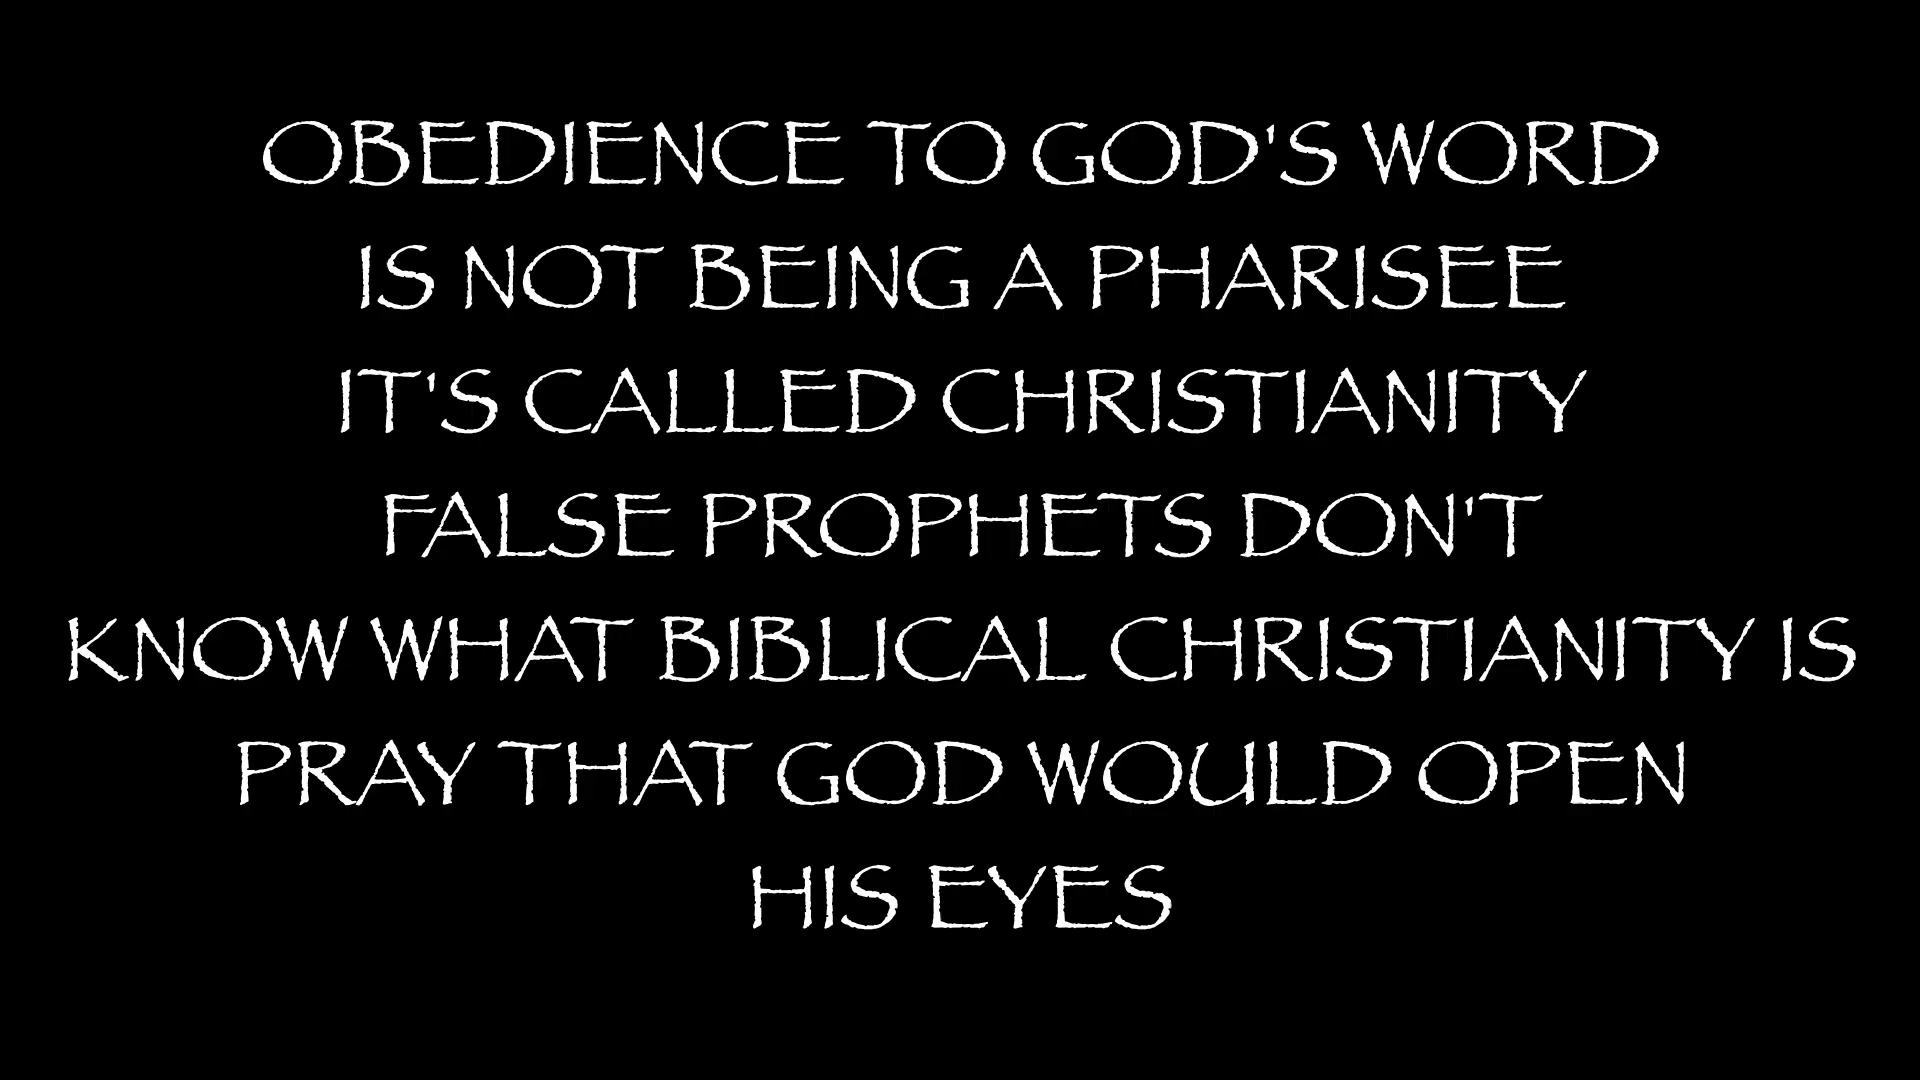 OBEDIENCE TO GOD'S WORD
IS NOT BEING A PHARISEE
IT'S CALLED CHRISTIANITY
FALSE PROPHETS DON'T
KNOW WHAT BIBLICAL CHRISTIANITY IS
PRAY THAT GOD WOULD OPEN
HIS EYES